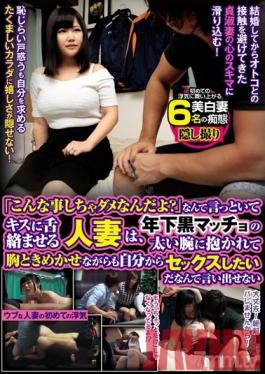 結婚してからオトコとの
接触を避けてきた
貞淑妻の心のスキマに
滑り込む!
恥じらい戸惑うも自分を求める
たくましいカラダに嬉しさが隠せない!
初めての
浮気に舞い上がる
6美白妻
名の痴態
隠し撮り
「こんな事しちゃダメなんだよ?」なんて言っといて
キスに舌
絡ませる
人妻は、
年下黒マッチョの
太い腕に抱かれて
胸ときめかせながらも自分から
セックスしたい
だなんて言い出せない
ウブな人妻の初めての浮気